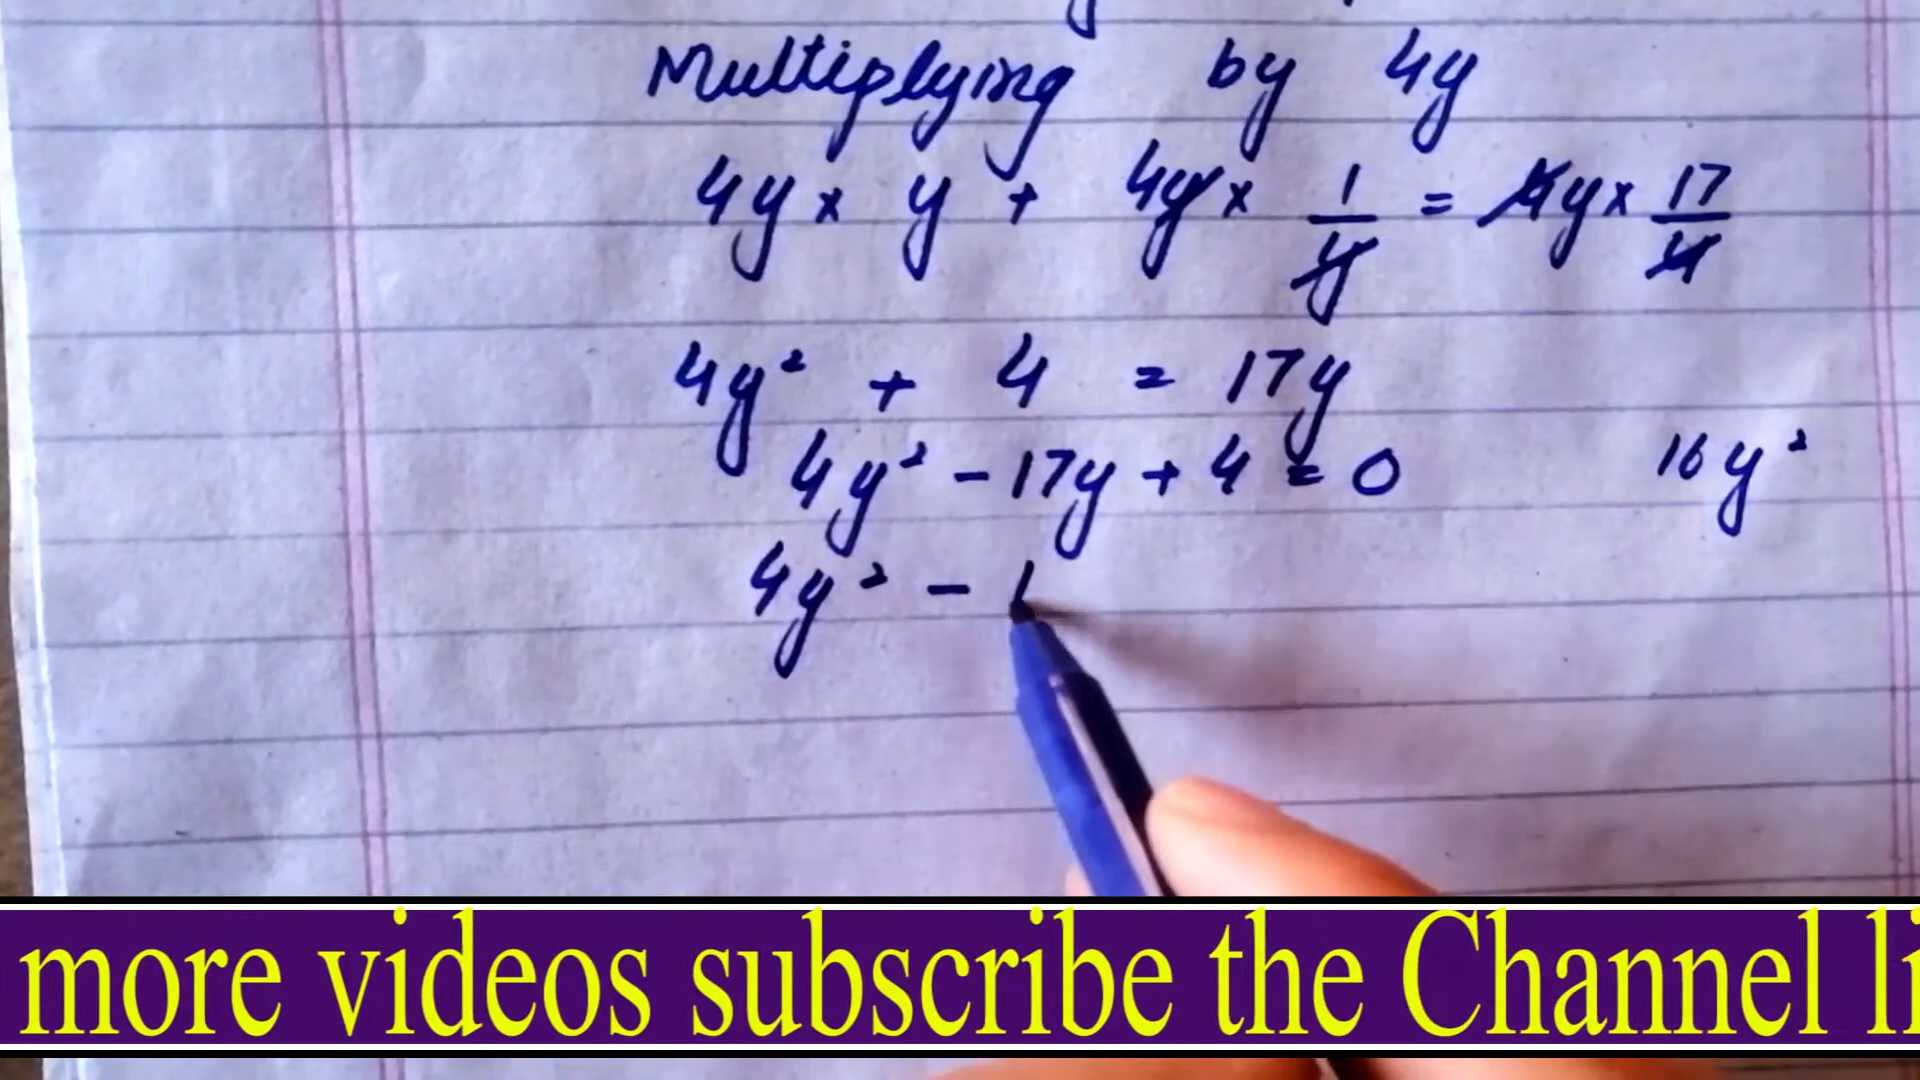 Multiplying by 4y
4y × y + 4y × 1/y = 4y × 17/4
4y² + 4 = 17y
4y² - 17y + 4 = 0
16y²
4y² - 1
more videos subscribe the Channel li